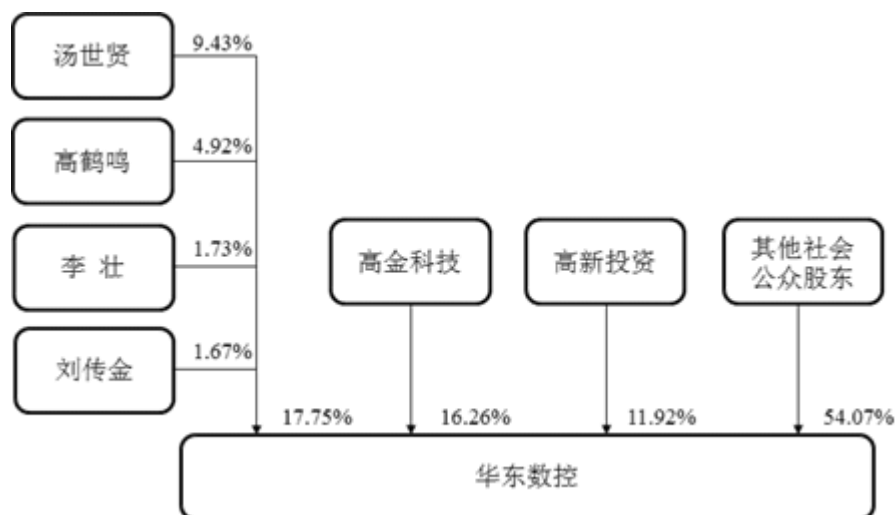 汤世贤
9.43%
高鹤鸣
4.92%
李 壮
1.73%
刘传金
1.67%
高金科技
高新投资
其他社会
公众股东
17.75%
16.26%
11.92%
54.07%
华东数控